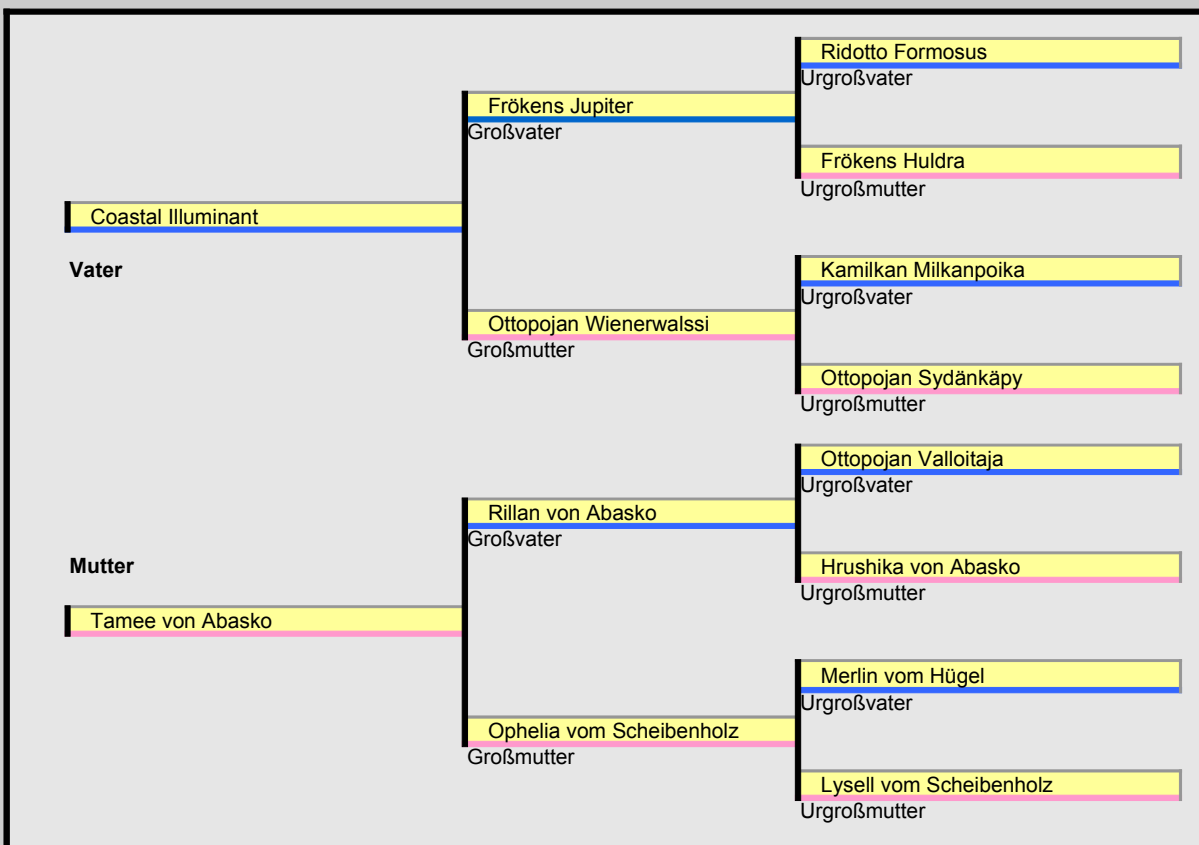 Ridotto Formosus
Urgroßvater
Frökens Jupiter
Großvater
Frökens Huldra
Urgroßmutter
Coastal Illuminant
Vater
Kamilkan Milkanpoika
Urgroßvater
Ottopojan Wienerwalssi
Großmutter
Ottopojan Sydänkäpy
Urgroßmutter
Ottopojan Valloitaja
Urgroßvater
Rillan von Abasko
Großvater
Mutter
Hrushika von Abasko
Urgroßmutter
Tamee von Abasko
Merlin vom Hügel
Urgroßvater
Ophelia vom Scheibenholz
Großmutter
Lysell vom Scheibenholz
Urgroßmutter